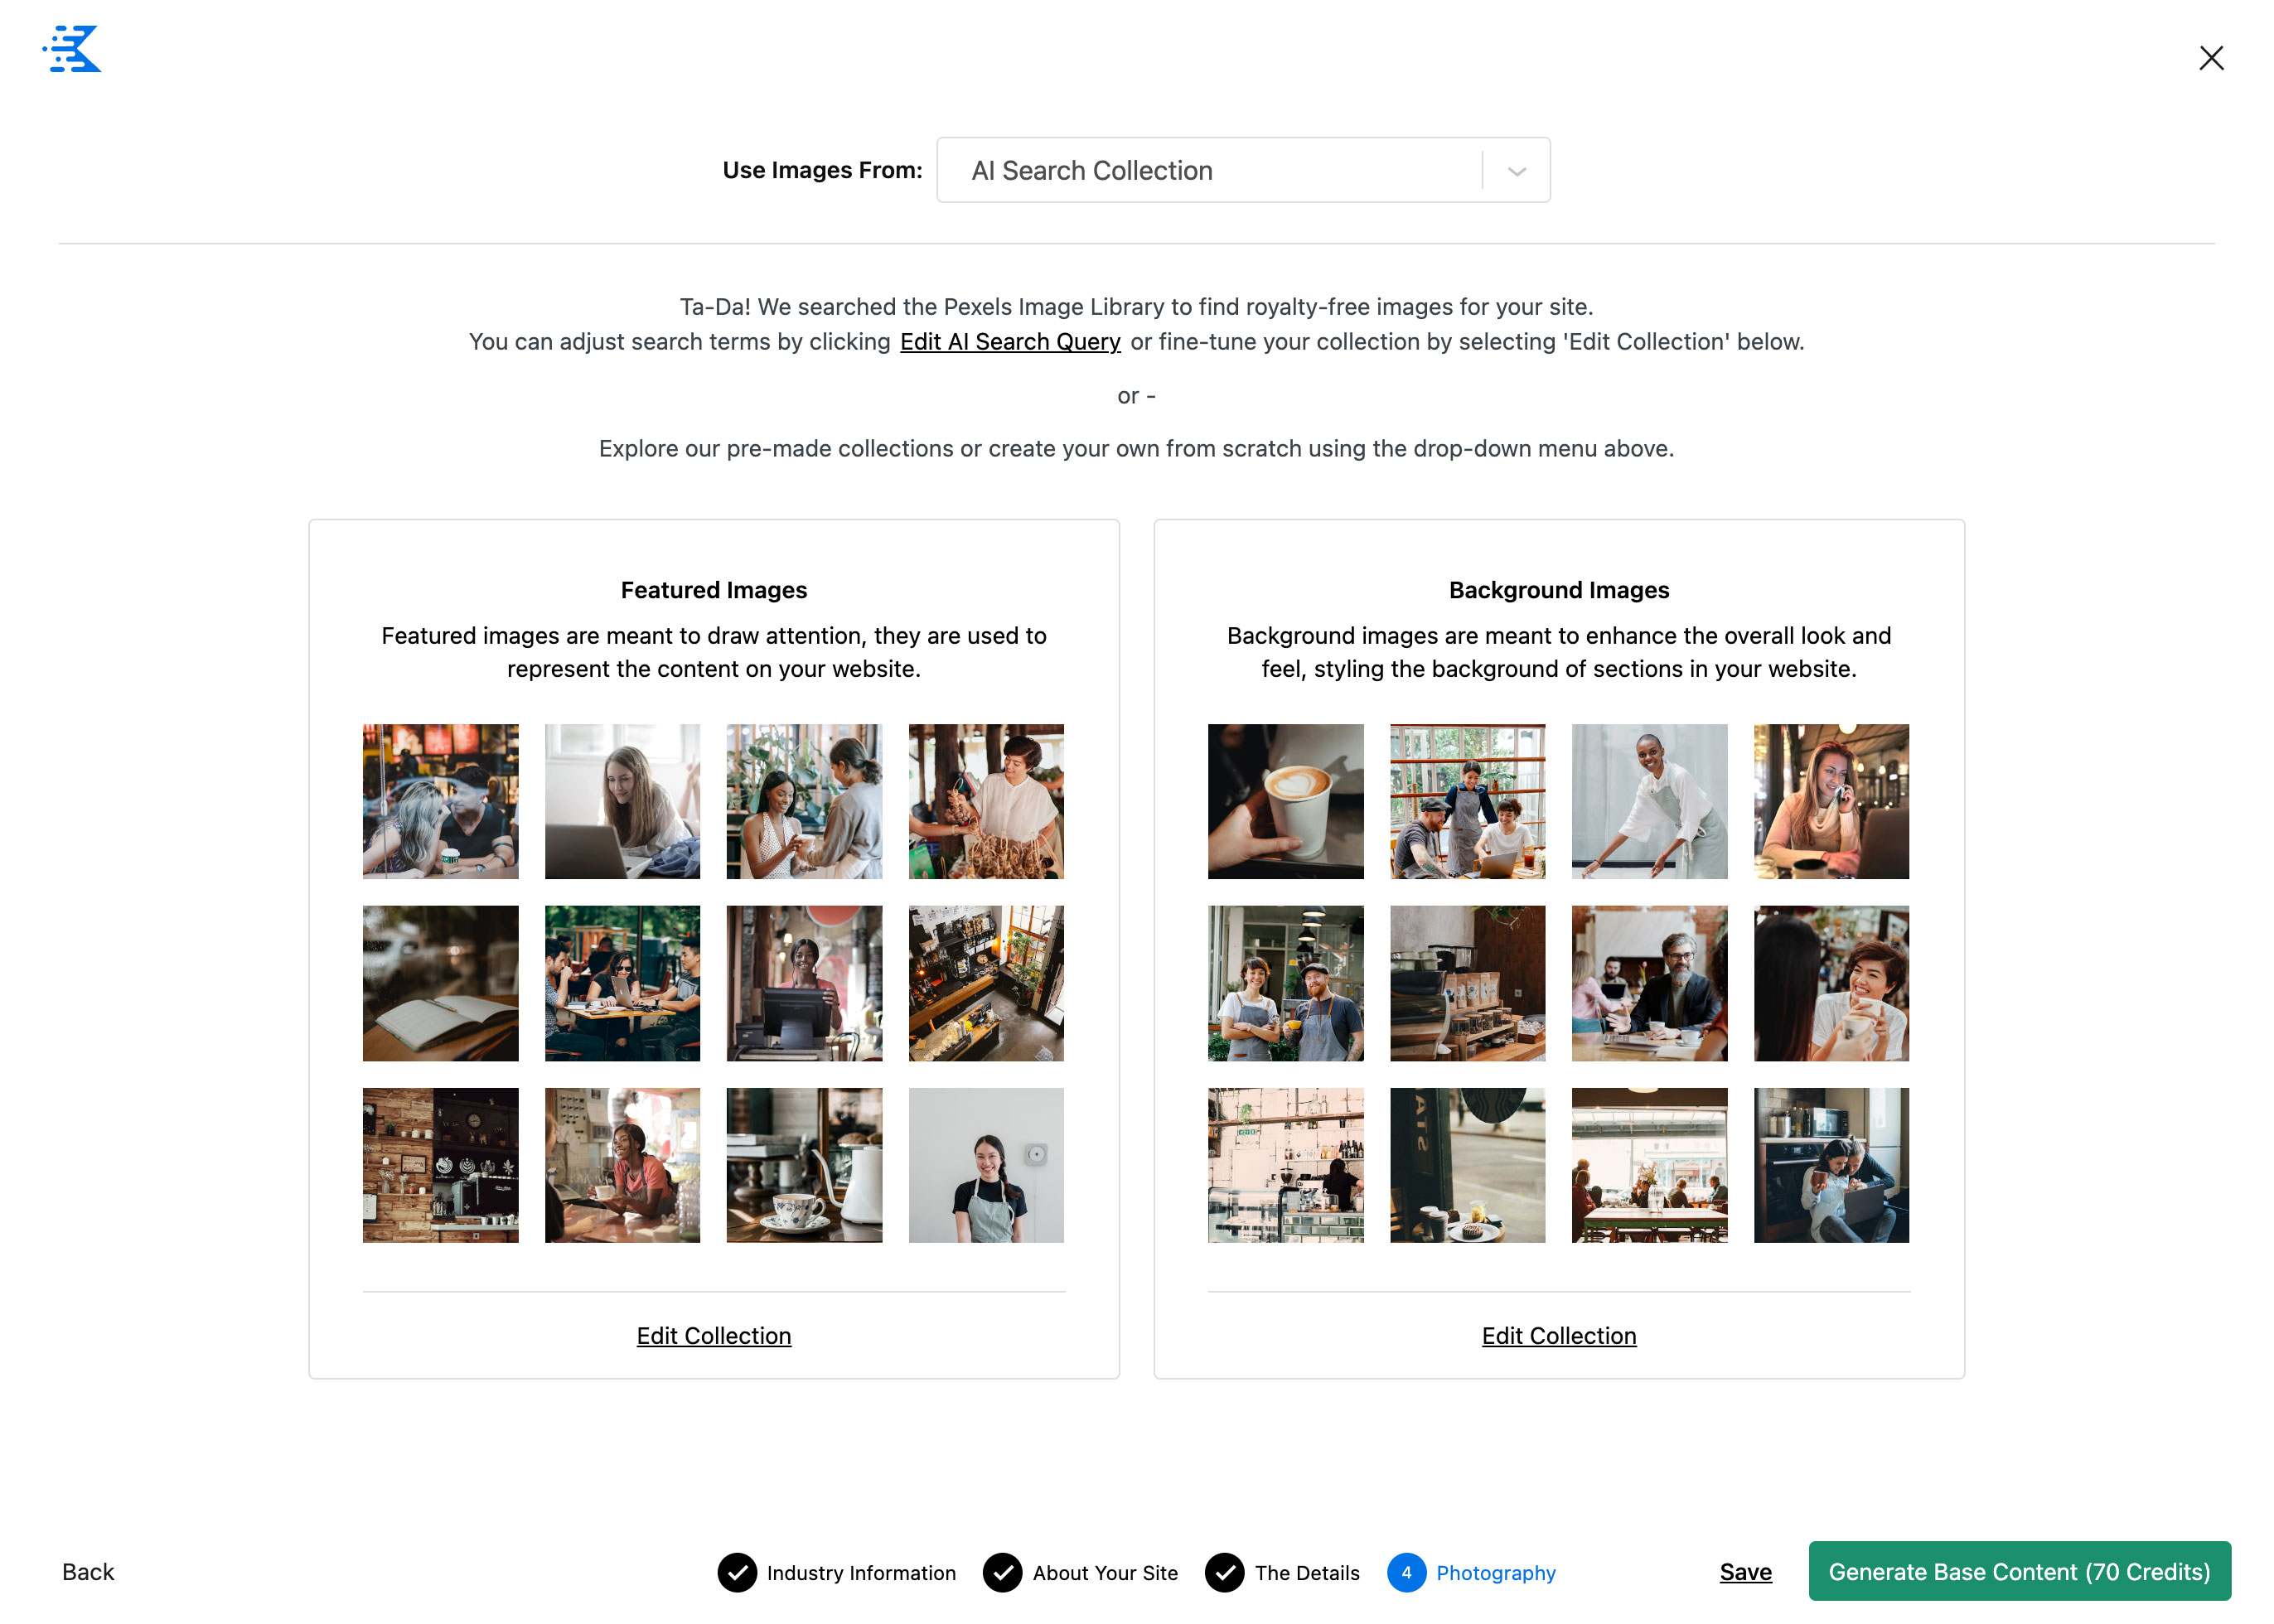 Use Images From:
AI Search Collection
Ta-Da! We searched the Pexels Image Library to find royalty-free images for your site.
You can adjust search terms by clicking Edit AI Search Query or fine-tune your collection by selecting 'Edit Collection' below.
or -
Explore our pre-made collections or create your own from scratch using the drop-down menu above.
Featured Images
Featured images are meant to draw attention, they are used to
represent the content on your website.
Edit Collection
Background Images
Background images are meant to enhance the overall look and
feel, styling the background of sections in your website.
Edit Collection
Back
Industry Information
About Your Site
The Details
4 Photography
Save
Generate Base Content (70 Credits)